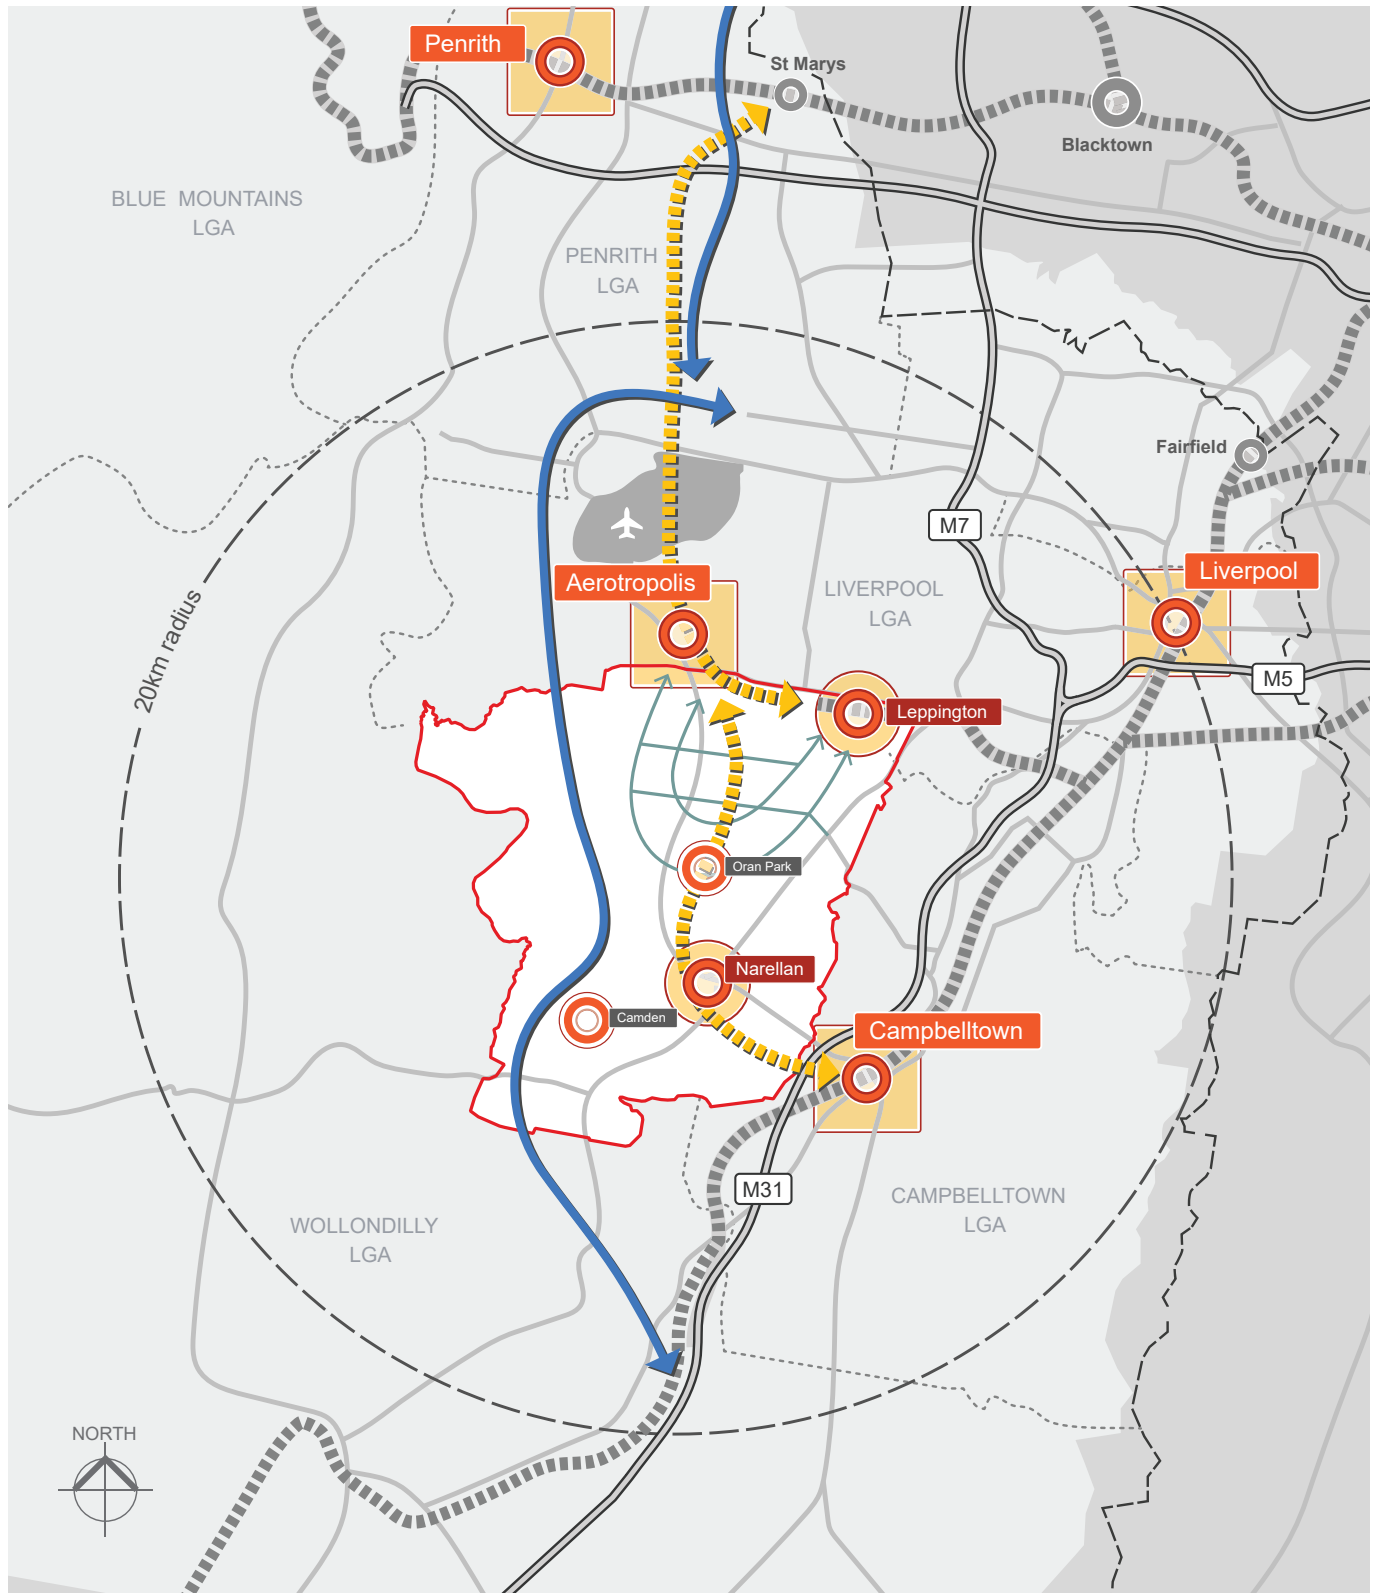 Penrith
St Marys
Blacktown
BLUE MOUNTAINS
LGA
PENRITH
LGA
Fairfield
M7
Liverpool
Aerotropolis
LIVERPOOL
LGA
20km radius
M5
Leppington
Oran Park
Narellan
Camden
Campbelltown
M31
CAMPBELLTOWN
LGA
WOLLONDILLY
LGA
NORTH